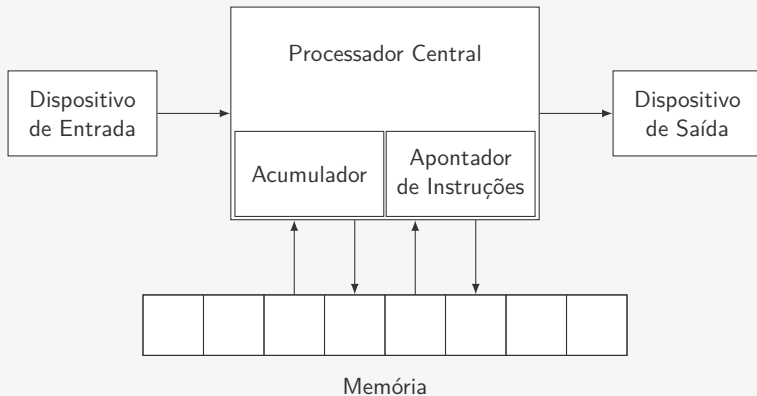 Processador Central
Dispositivo
de Entrada
Dispositivo
de Saída
Acumulador
Apontador
de Instruções
Memória